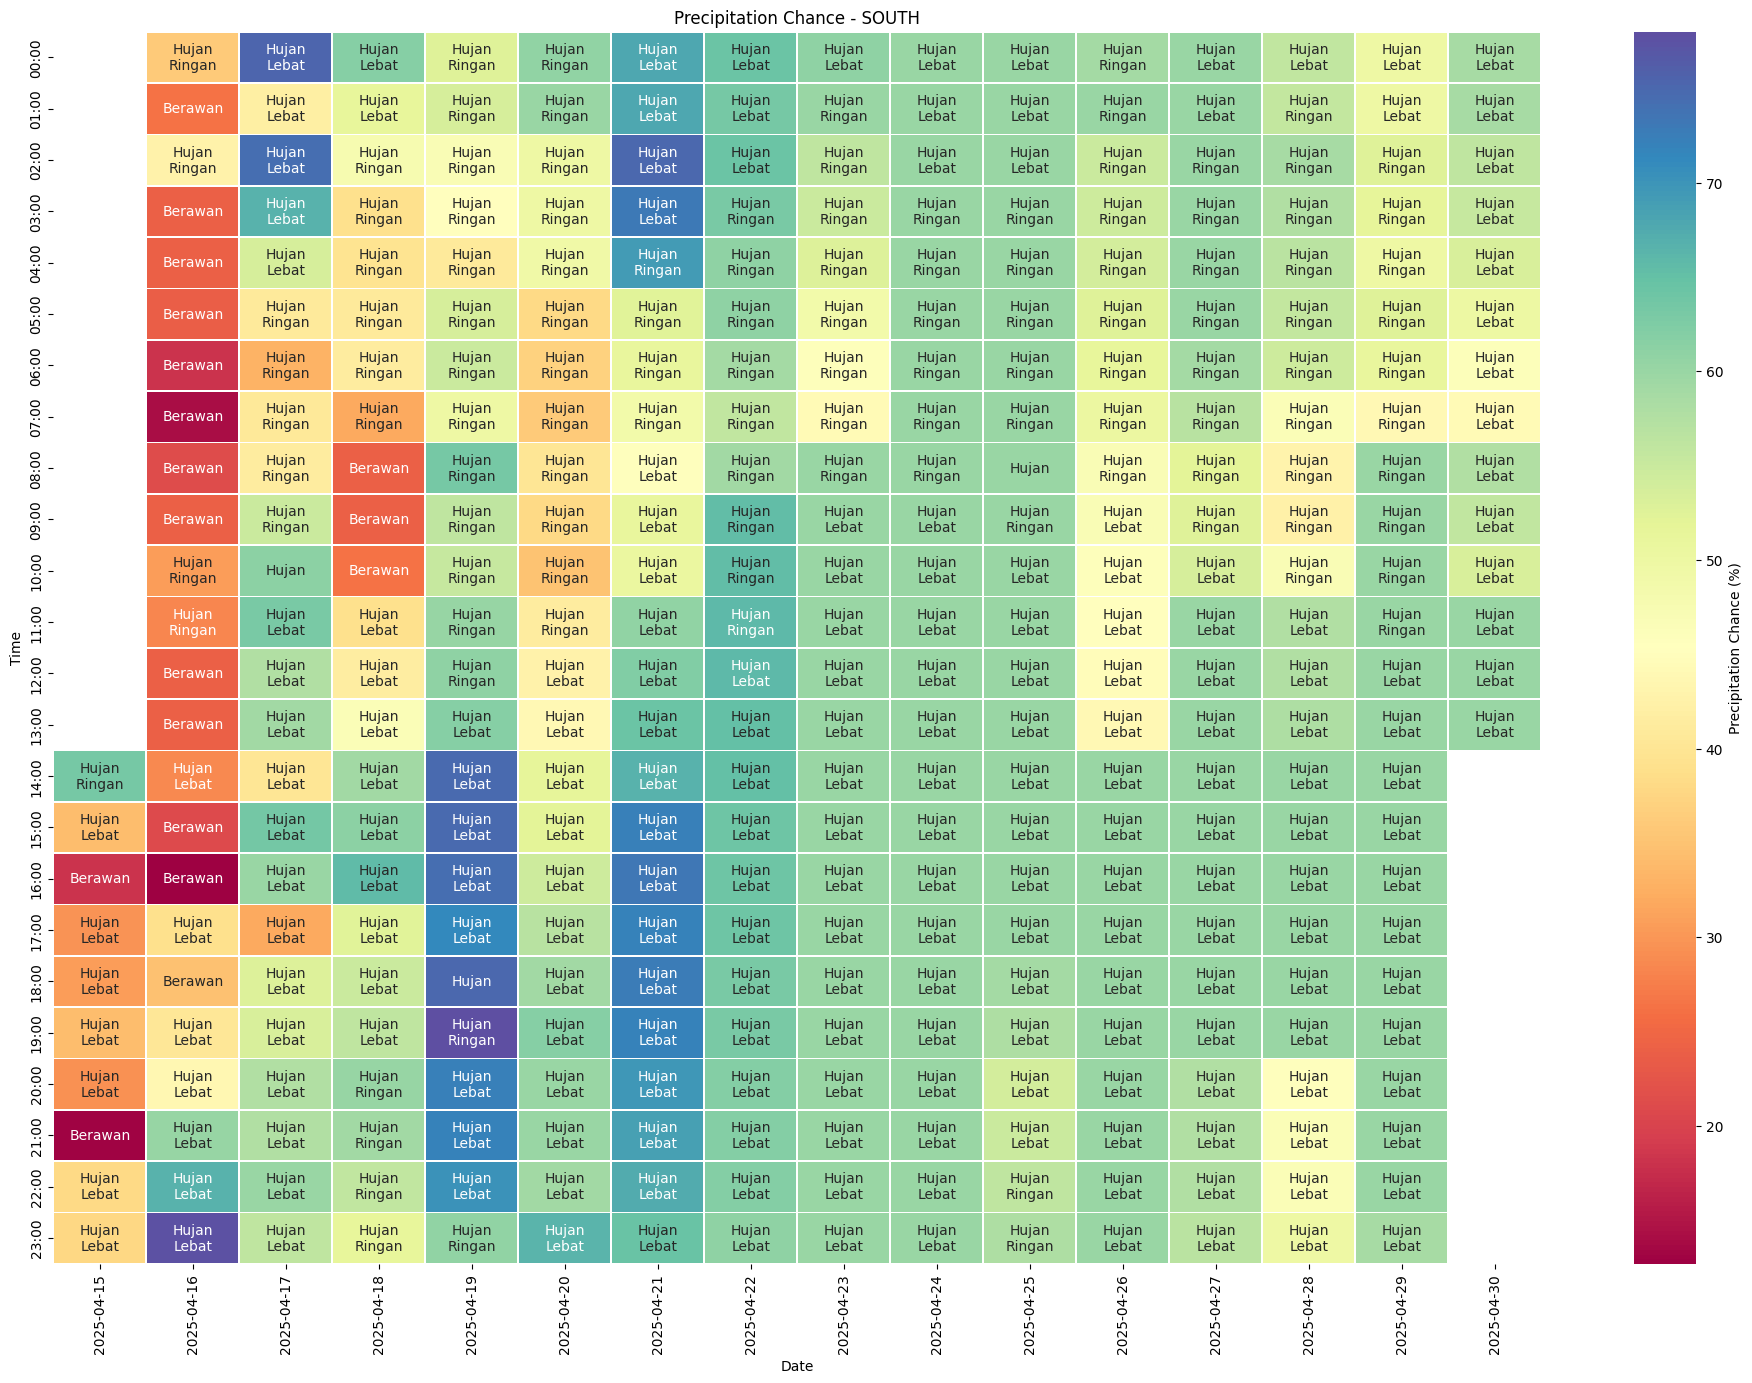 Precipitation Chance - SOUTH
Time
00:00 Hujan Ringan Hujan Lebat Hujan Lebat Hujan Ringan Hujan Ringan Hujan Lebat Hujan Lebat Hujan Lebat Hujan Lebat Hujan Lebat Hujan Ringan Hujan Lebat Hujan Lebat Hujan Lebat Hujan Lebat
01:00 Berawan Hujan Lebat Hujan Lebat Hujan Ringan Hujan Ringan Hujan Lebat Hujan Lebat Hujan Ringan Hujan Lebat Hujan Lebat Hujan Ringan Hujan Lebat Hujan Ringan Hujan Lebat Hujan Lebat
02:00 Hujan Ringan Hujan Lebat Hujan Ringan Hujan Ringan Hujan Ringan Hujan Lebat Hujan Lebat Hujan Ringan Hujan Lebat Hujan Lebat Hujan Ringan Hujan Ringan Hujan Ringan Hujan Ringan Hujan Lebat
03:00 Berawan Hujan Lebat Hujan Ringan Hujan Ringan Hujan Ringan Hujan Lebat Hujan Ringan Hujan Ringan Hujan Ringan Hujan Ringan Hujan Ringan Hujan Ringan Hujan Ringan Hujan Ringan Hujan Lebat
04:00 Berawan Hujan Lebat Hujan Ringan Hujan Ringan Hujan Ringan Hujan Ringan Hujan Ringan Hujan Ringan Hujan Ringan Hujan Ringan Hujan Ringan Hujan Ringan Hujan Ringan Hujan Ringan Hujan Lebat
05:00 Berawan Hujan Ringan Hujan Ringan Hujan Ringan Hujan Ringan Hujan Ringan Hujan Ringan Hujan Ringan Hujan Ringan Hujan Ringan Hujan Ringan Hujan Ringan Hujan Ringan Hujan Ringan Hujan Lebat
06:00 Berawan Hujan Ringan Hujan Ringan Hujan Ringan Hujan Ringan Hujan Ringan Hujan Ringan Hujan Ringan Hujan Ringan Hujan Ringan Hujan Ringan Hujan Ringan Hujan Ringan Hujan Ringan Hujan Lebat
07:00 Berawan Hujan Ringan Hujan Ringan Hujan Ringan Hujan Ringan Hujan Ringan Hujan Ringan Hujan Ringan Hujan Ringan Hujan Ringan Hujan Ringan Hujan Ringan Hujan Ringan Hujan Ringan Hujan Lebat
08:00 Berawan Hujan Ringan Berawan Hujan Ringan Hujan Ringan Hujan Lebat Hujan Ringan Hujan Ringan Hujan Ringan Hujan Hujan Ringan Hujan Ringan Hujan Ringan Hujan Ringan Hujan Lebat
09:00 Berawan Hujan Ringan Berawan Hujan Ringan Hujan Ringan Hujan Lebat Hujan Ringan Hujan Lebat Hujan Lebat Hujan Ringan Hujan Lebat Hujan Ringan Hujan Ringan Hujan Ringan Hujan Lebat
10:00 Hujan Ringan Hujan Berawan Hujan Ringan Hujan Ringan Hujan Lebat Hujan Ringan Hujan Lebat Hujan Lebat Hujan Lebat Hujan Lebat Hujan Lebat Hujan Ringan Hujan Ringan Hujan Lebat
11:00 Hujan Ringan Hujan Lebat Hujan Lebat Hujan Ringan Hujan Ringan Hujan Lebat Hujan Ringan Hujan Lebat Hujan Lebat Hujan Lebat Hujan Lebat Hujan Lebat Hujan Lebat Hujan Ringan Hujan Lebat
12:00 Berawan Hujan Lebat Hujan Lebat Hujan Ringan Hujan Lebat Hujan Lebat Hujan Lebat Hujan Lebat Hujan Lebat Hujan Lebat Hujan Lebat Hujan Lebat Hujan Lebat Hujan Lebat Hujan Lebat
13:00 Berawan Hujan Lebat Hujan Lebat Hujan Lebat Hujan Lebat Hujan Lebat Hujan Lebat Hujan Lebat Hujan Lebat Hujan Lebat Hujan Lebat Hujan Lebat Hujan Lebat Hujan Lebat Hujan Lebat
14:00 Hujan Ringan Hujan Lebat Hujan Lebat Hujan Lebat Hujan Lebat Hujan Lebat Hujan Lebat Hujan Lebat Hujan Lebat Hujan Lebat Hujan Lebat Hujan Lebat Hujan Lebat Hujan Lebat Hujan Lebat
15:00 Hujan Lebat Berawan Hujan Lebat Hujan Lebat Hujan Lebat Hujan Lebat Hujan Lebat Hujan Lebat Hujan Lebat Hujan Lebat Hujan Lebat Hujan Lebat Hujan Lebat Hujan Lebat Hujan Lebat
16:00 Berawan Berawan Hujan Lebat Hujan Lebat Hujan Lebat Hujan Lebat Hujan Lebat Hujan Lebat Hujan Lebat Hujan Lebat Hujan Lebat Hujan Lebat Hujan Lebat Hujan Lebat Hujan Lebat
17:00 Hujan Lebat Hujan Lebat Hujan Lebat Hujan Lebat Hujan Lebat Hujan Lebat Hujan Lebat Hujan Lebat Hujan Lebat Hujan Lebat Hujan Lebat Hujan Lebat Hujan Lebat Hujan Lebat Hujan Lebat
18:00 Hujan Lebat Berawan Hujan Lebat Hujan Lebat Hujan Hujan Lebat Hujan Lebat Hujan Lebat Hujan Lebat Hujan Lebat Hujan Lebat Hujan Lebat Hujan Lebat Hujan Lebat Hujan Lebat
19:00 Hujan Lebat Hujan Lebat Hujan Lebat Hujan Lebat Hujan Ringan Hujan Lebat Hujan Lebat Hujan Lebat Hujan Lebat Hujan Lebat Hujan Lebat Hujan Lebat Hujan Lebat Hujan Lebat Hujan Lebat
20:00 Hujan Lebat Hujan Lebat Hujan Lebat Hujan Ringan Hujan Lebat Hujan Lebat Hujan Lebat Hujan Lebat Hujan Lebat Hujan Lebat Hujan Lebat Hujan Lebat Hujan Lebat Hujan Lebat Hujan Lebat
21:00 Berawan Hujan Lebat Hujan Lebat Hujan Ringan Hujan Lebat Hujan Lebat Hujan Lebat Hujan Lebat Hujan Lebat Hujan Lebat Hujan Lebat Hujan Lebat Hujan Lebat Hujan Lebat Hujan Lebat
22:00 Hujan Lebat Hujan Lebat Hujan Lebat Hujan Ringan Hujan Lebat Hujan Lebat Hujan Lebat Hujan Lebat Hujan Lebat Hujan Lebat Hujan Ringan Hujan Lebat Hujan Lebat Hujan Lebat Hujan Lebat
23:00 Hujan Lebat Hujan Lebat Hujan Lebat Hujan Ringan Hujan Ringan Hujan Lebat Hujan Lebat Hujan Lebat Hujan Lebat Hujan Lebat Hujan Ringan Hujan Lebat Hujan Lebat Hujan Lebat Hujan Lebat
2025-04-15 2025-04-16 2025-04-17 2025-04-18 2025-04-19 2025-04-20 2025-04-21 2025-04-22 2025-04-23 2025-04-24 2025-04-25 2025-04-26 2025-04-27 2025-04-28 2025-04-29 2025-04-30
Date
70
60
50
40
30
20
Precipitation Chance (%)